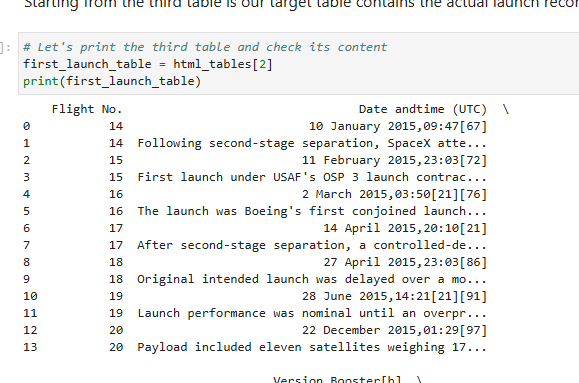 Starting from the third table is our target table contains the actual launch recor
]: # Let's print the third table and check its content
first_launch_table = html_tables[2]
print(first_launch_table)
Flight No. Date andtime (UTC) \
0 14 10 January 2015,09:47[67]
1 14 Following second-stage separation, SpaceX atte...
2 15 11 February 2015,23:03[72]
3 15 First launch under USAF's OSP 3 launch contrac...
4 16 2 March 2015,03:50[21][76]
5 16 The launch was Boeing's first conjoined launch...
6 17 14 April 2015,20:10[21]
7 17 After second-stage separation, a controlled-de...
8 18 27 April 2015,23:03[86]
9 18 Original intended launch was delayed over a mo...
10 19 28 June 2015,14:21[21][91]
11 19 Launch performance was nominal until an overpr...
12 20 22 December 2015,01:29[97]
13 20 Payload included eleven satellites weighing 17...
Version Booster[b] \